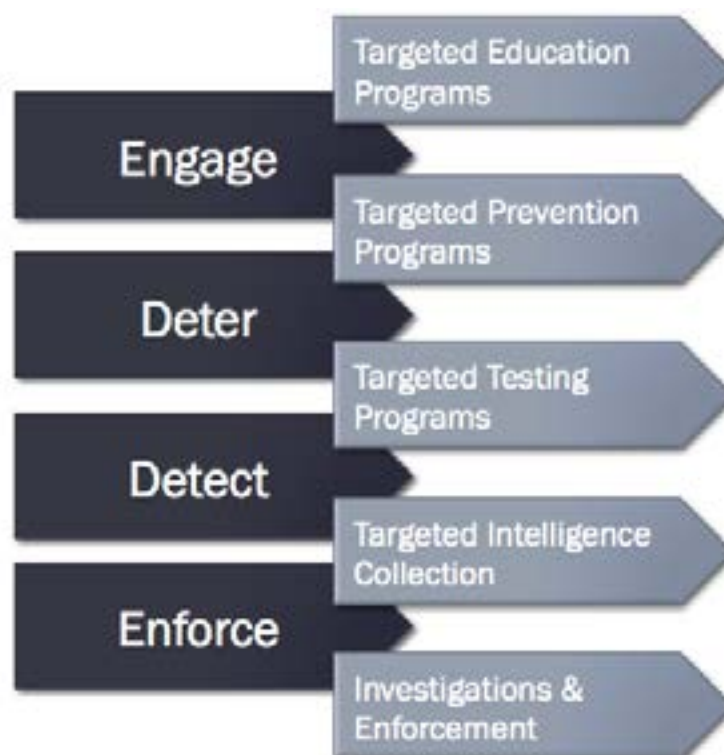 Targeted Education
Programs
Engage
Targeted Prevention
Programs
Deter
Targeted Testing
Programs
Detect
Targeted Intelligence
Collection
Enforce
Investigations &
Enforcement